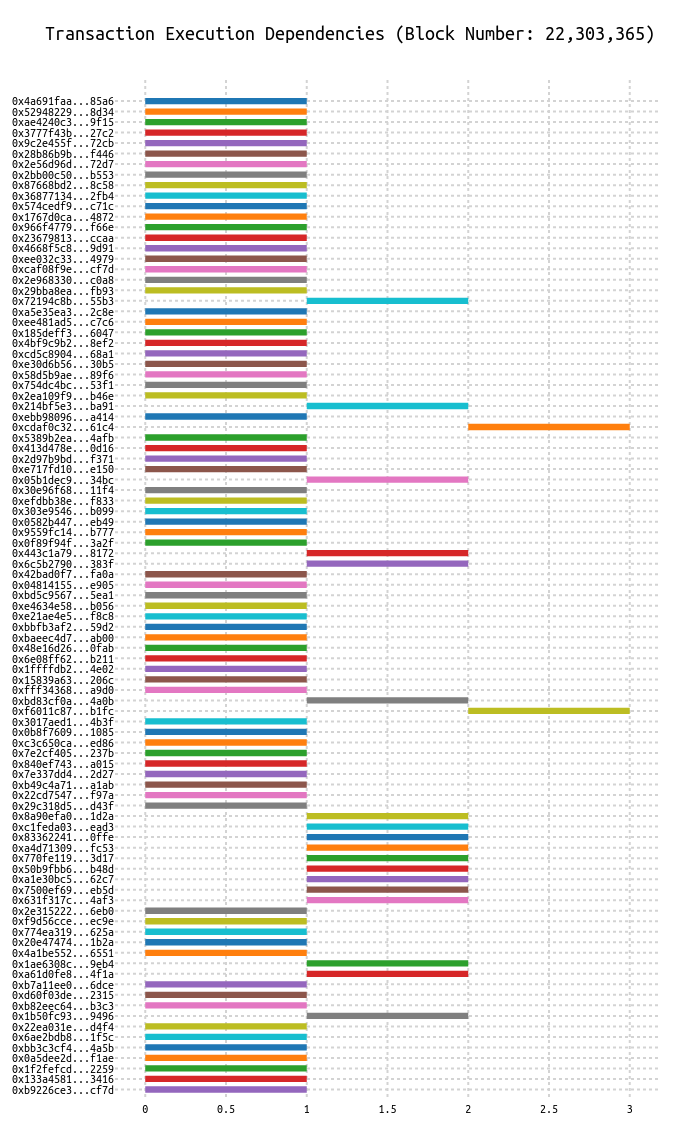 Transaction Execution Dependencies (Block Number: 22,303,365)
0x4a691faa...85a6
0x52948229...8d34
0xae4240c3...9f15
0x3777f43b...27c2
0x9c2e455f...72cb
0x28b86b9b...f446
0x2e56d96d...72d7
0x2bb00c50...b553
0x87668bd2...8c58
0x36877134...2fb4
0x574cedf9...c71c
0x1767d0ca...4872
0x966f4779...f66e
0x23679813...ccaa
0x4668f5c8...9d91
0xee032c33...4979
0xcaf08f9e...cf7d
0x2e968330...c0a8
0x29bba8ea...fb93
0x72194c8b...55b3
0xa5e35ea3...2c8e
0xee481ad5...c7c6
0x185deff3...6047
0x4bf9c9b2...8ef2
0xcd5c8904...68a1
0xe30d6b56...30b5
0x58d5b9ae...89f6
0x754dc4bc...53f1
0x2ea109f9...b46e
0x214bf5e3...ba91
0xebb98096...a414
0xcdaf0c32...61c4
0x5389b2ea...4afb
0x413d478e...0d16
0x2d97b9bd...f371
0xe717fd10...e150
0x05b1dec9...34bc
0x30e96f68...11f4
0xefdbb38e...f833
0x303e9546...b099
0x0582b447...eb49
0x9559fc14...b777
0x0f89f94f...3a2f
0x443c1a79...8172
0x6c5b2790...383f
0x42bad0f7...fa0a
0x04814155...e905
0xbd5c9567...5ea1
0xe4634e58...b056
0xe21ae4e5...f8c8
0xbbfb3af2...59d2
0xbaeec4d7...ab00
0x48e16d26...0fab
0x6e08ff62...b211
0x1ffffdb2...4e02
0x15839a63...206c
0xfff34368...a9d0
0xbd83cf0a...4a0b
0xf6011c87...b1fc
0x3017aed1...4b3f
0x0b8f7609...1085
0xc3c650ca...ed86
0x7e2cf405...237b
0x840ef743...a015
0x7e337dd4...2d27
0xb49c4a71...a1ab
0x22cd7547...f97a
0x29c318d5...d43f
0x8a90efa0...1d2a
0xc1feda03...ead3
0x83362241...0ffe
0xa4d71309...fc53
0x770fe119...3d17
0x50b9fbb6...b48d
0xa1e30bc5...62c7
0x7500ef69...eb5d
0x631f317c...4af3
0x2e315222...6eb0
0xf9d56cce...ec9e
0x774ea319...625a
0x20e47474...1b2a
0x4a1be552...6551
0x1ae6308c...9eb4
0xa61d0fe8...4f1a
0xb7a11ee0...6dce
0xd60f03de...2315
0xb82eec64...b3c3
0x1b50fc93...9496
0x22ea031e...d4f4
0x6ae2bdb8...1f5c
0xbb3c3cf4...4a5b
0x0a5dee2d...f1ae
0x1f2fefcd...2259
0x133a4581...3416
0xb9226ce3...cf7d
0 0.5 1 1.5 2 2.5 3